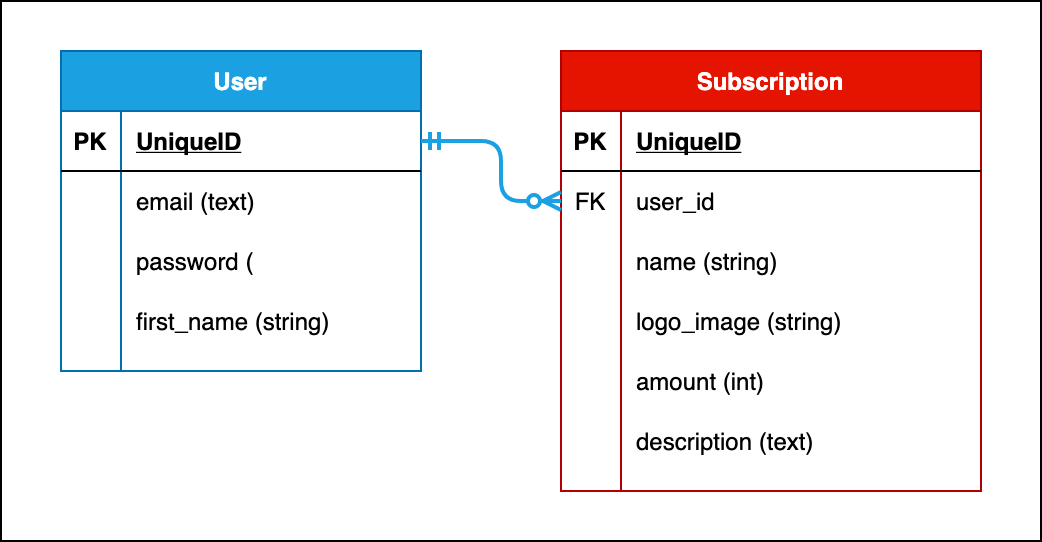 User
PK UniqueID
email (text)
password (
first_name (string)
Subscription
PK UniqueID
FK user_id
name (string)
logo_image (string)
amount (int)
description (text)